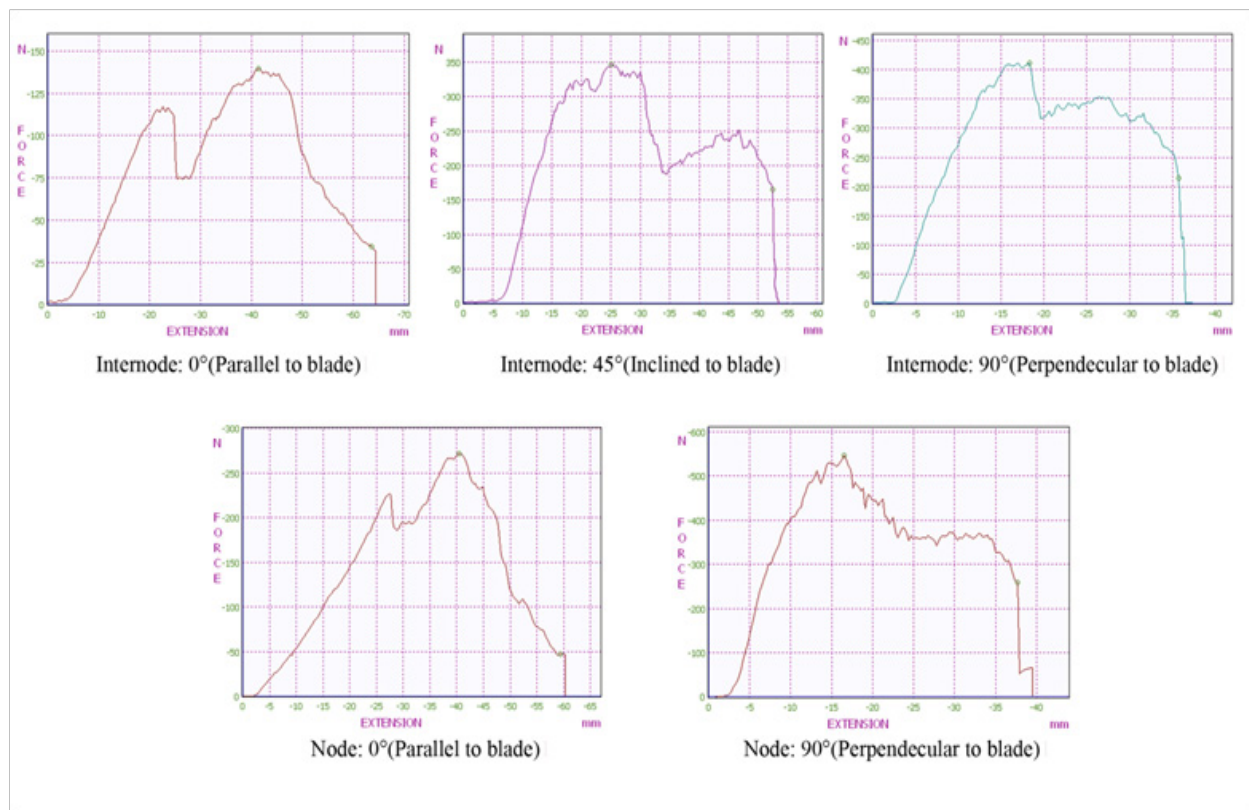 N
-150
-125
-100
-75
-50
-25
0
FORCE
0 -10 -20 -30 -40 -50 -60 -70
EXTENSION mm
Internode: 0°(Parallel to blade)
N
350
-300
-250
-200
-150
-100
-50
0
FORCE
0 -5 -10 -15 -20 -25 -30 -35 -40 -45 -50 -55 -60
EXTENSION mm
Internode: 45°(Inclined to blade)
N
-450
-400
-350
-300
-250
-200
-150
-100
-50
0
FORCE
0 -5 -10 -15 -20 -25 -30 -35 -40
EXTENSION mm
Internode: 90°(Perpendecular to blade)
N
-300
-250
-200
-150
-100
-50
0
FORCE
0 -5 -10 -15 -20 -25 -30 -35 -40 -45 -50 -55 -60 -65
EXTENSION mm
Node: 0°(Parallel to blade)
N
-600
-500
-400
-300
-200
-100
0
FORCE
0 -5 -10 -15 -20 -25 -30 -35 -40
EXTENSION mm
Node: 90°(Perpendecular to blade)